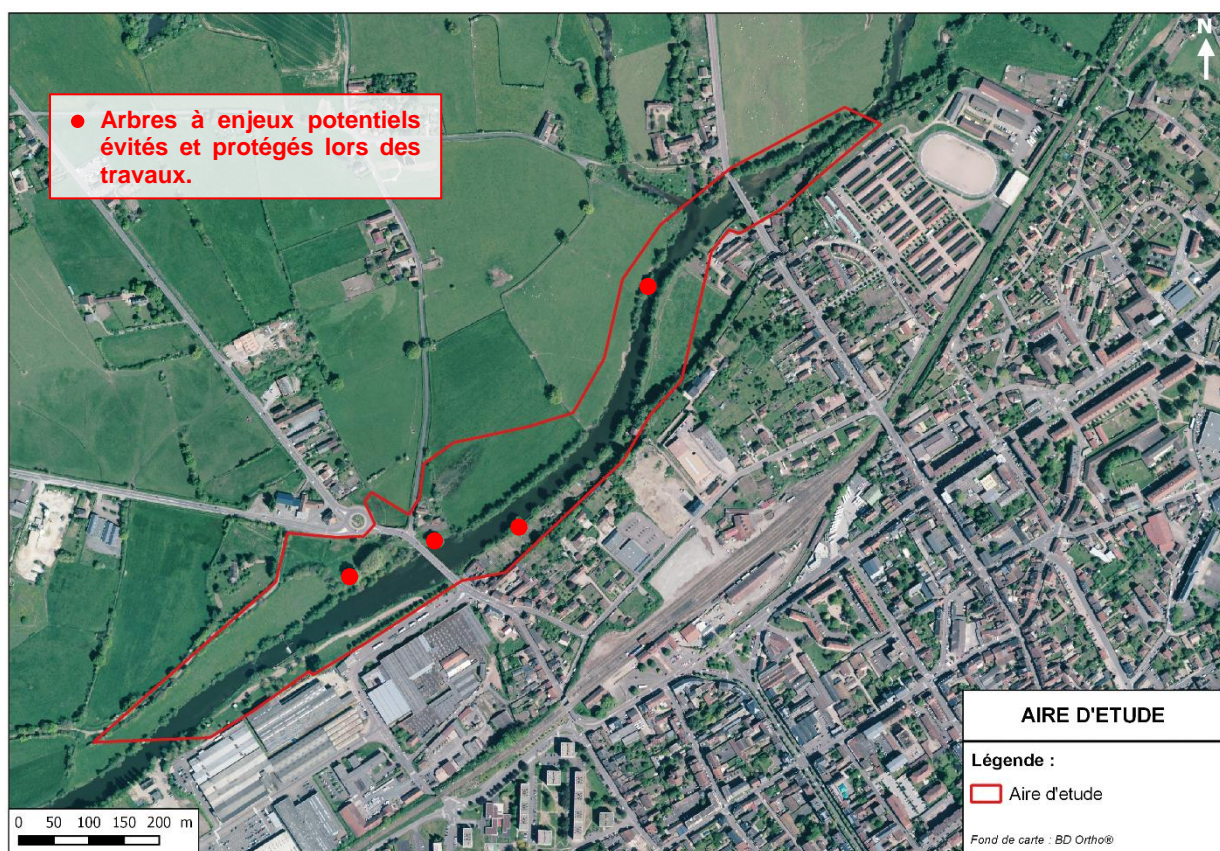 N
● Arbres à enjeux potentiels
évités et protégés lors des
travaux.
AIRE D'ETUDE
Légende :
Aire d'etude
Fond de carte : BD Ortho®
0 50 100 150 200 m